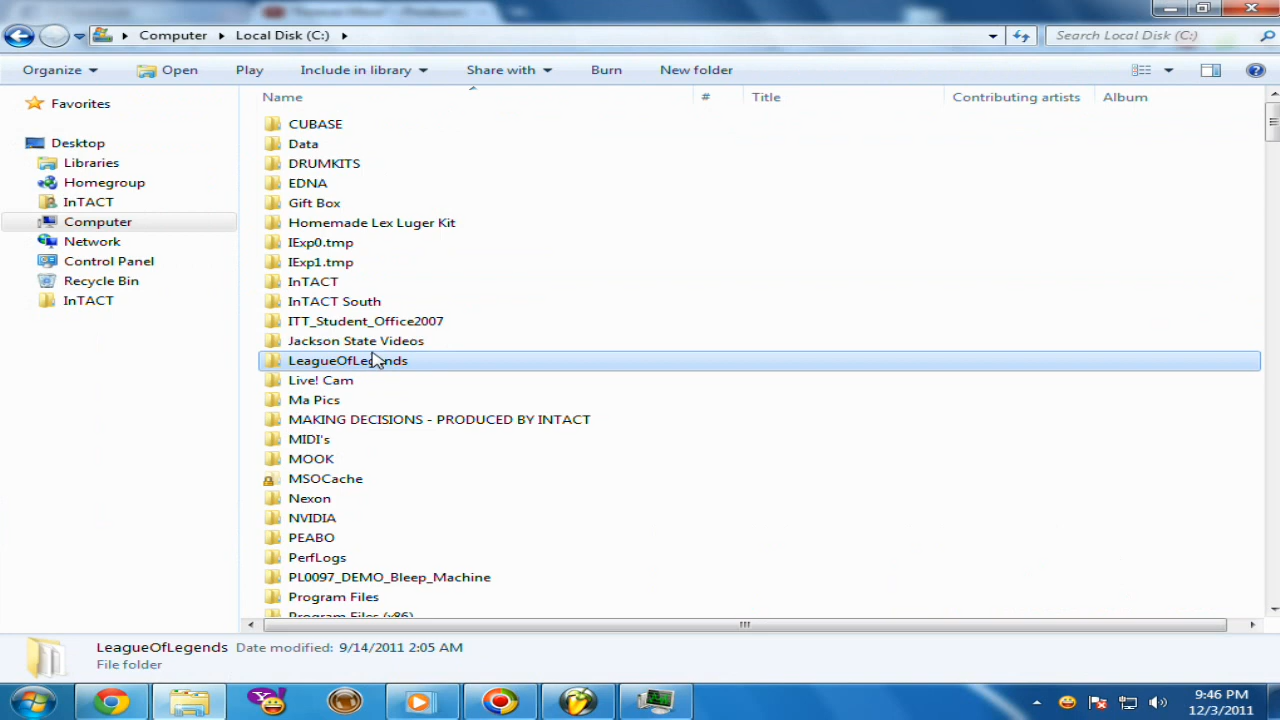 Computer Local Disk (C:) Search Local Disk (C:)
Organize Open Play Include in library Share with Burn New folder
Name # Title Contributing artists Album
Favorites
Desktop
Libraries
Homegroup
InTACT
Computer
Network
Control Panel
Recycle Bin
InTACT
CUBASE
Data
DRUMKITS
EDNA
Gift Box
Homemade Lex Luger Kit
IExp0.tmp
IExp1.tmp
InTACT
InTACT South
ITT_Student_Office2007
Jackson State Videos
LeagueOfLegends
Live! Cam
Ma Pics
MAKING DECISIONS - PRODUCED BY INTACT
MIDI's
MOOK
MSOCache
Nexon
NVIDIA
PEABO
PerfLogs
PL0097_DEMO_Bleep_Machine
Program Files
Program Files (x86)
LeagueOfLegends Date modified: 9/14/2011 2:05 AM
File folder
9:46 PM
12/3/2011